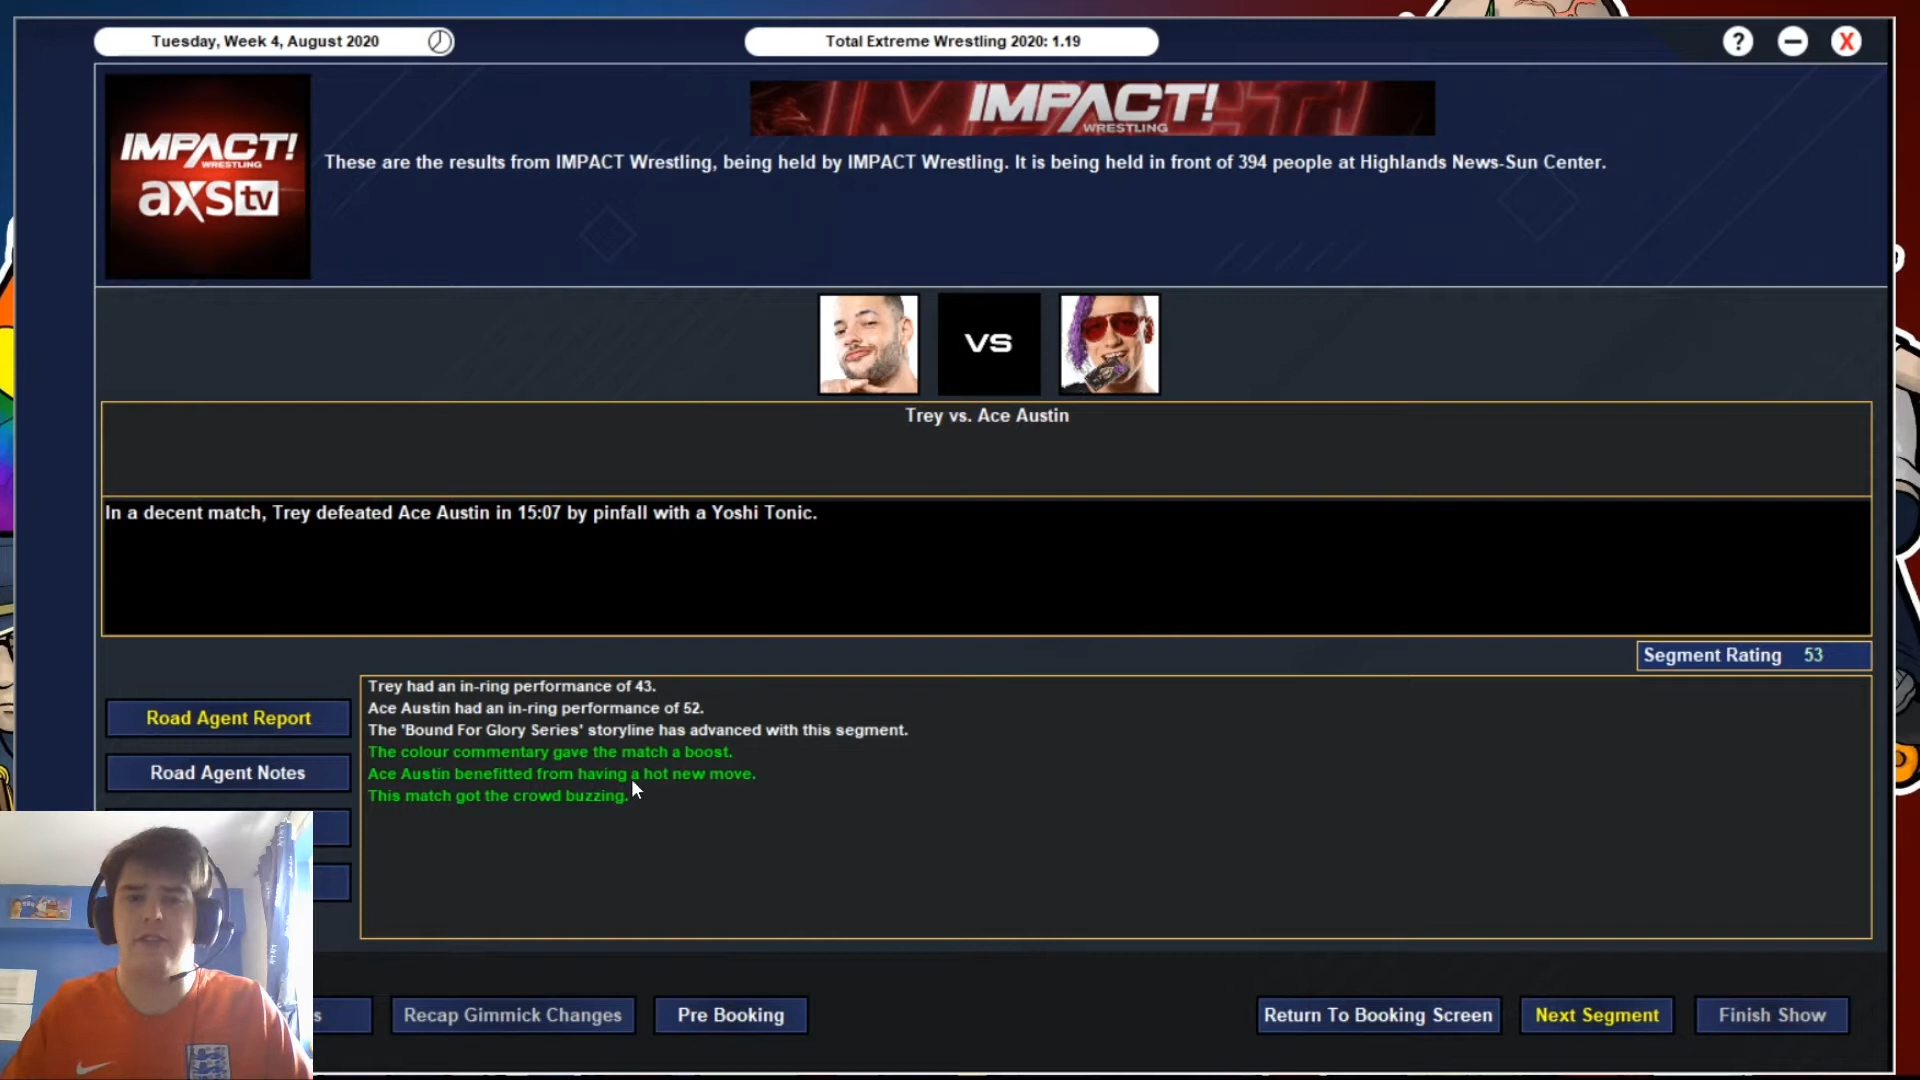 Tuesday, Week 4, August 2020
Total Extreme Wrestling 2020: 1.19
?
X
IMPACT!
WRESTLING
axs tv
IMPACT!
WRESTLING
These are the results from IMPACT Wrestling, being held by IMPACT Wrestling. It is being held in front of 394 people at Highlands News-Sun Center.
VS
Trey vs. Ace Austin
In a decent match, Trey defeated Ace Austin in 15:07 by pinfall with a Yoshi Tonic.
Segment Rating 53
Road Agent Report
Road Agent Notes
Trey had an in-ring performance of 43.
Ace Austin had an in-ring performance of 52.
The 'Bound For Glory Series' storyline has advanced with this segment.
The colour commentary gave the match a boost.
Ace Austin benefitted from having a hot new move.
This match got the crowd buzzing.
s
Recap Gimmick Changes
Pre Booking
Return To Booking Screen
Next Segment
Finish Show